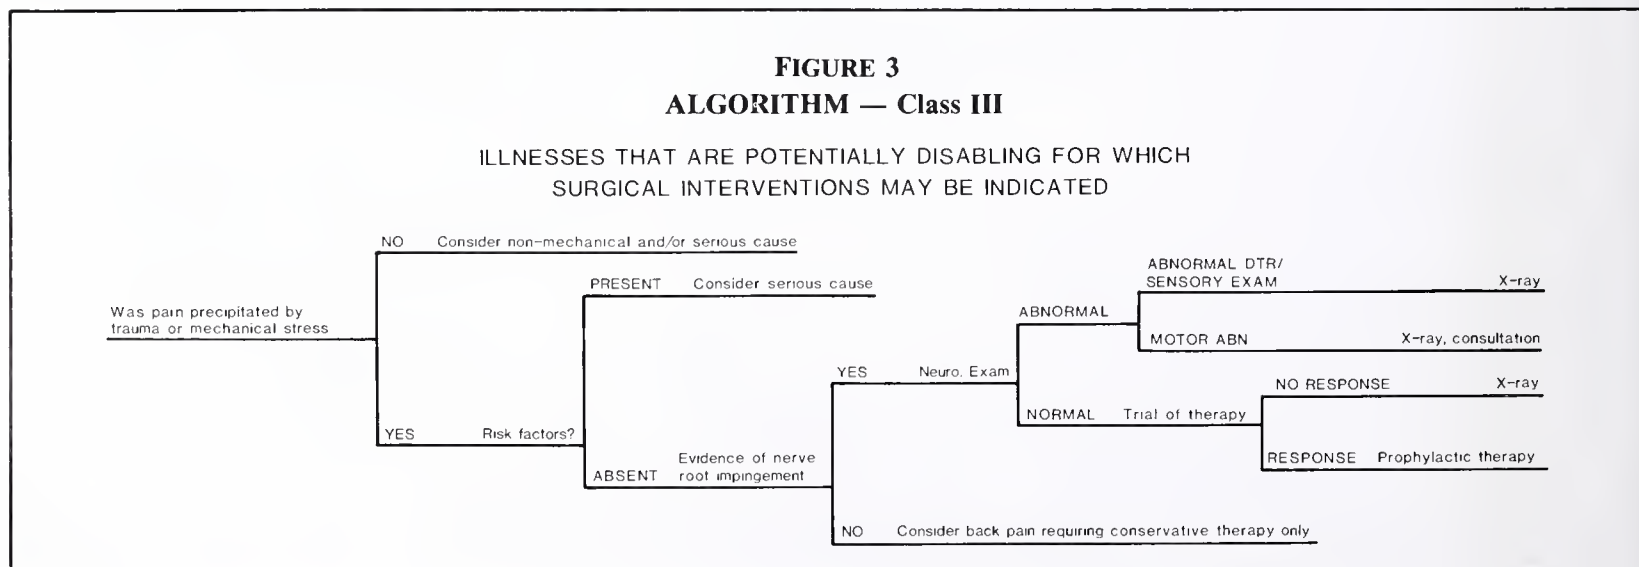 FIGURE 3
ALGORITHM — Class III
ILLNESSES THAT ARE POTENTIALLY DISABLING FOR WHICH
SURGICAL INTERVENTIONS MAY BE INDICATED
NO Consider non-mechanical and/or serious cause
PRESENT Consider serious cause
ABNORMAL DTR/
SENSORY EXAM X-ray
Was pain precipitated by
trauma or mechanical stress
ABNORMAL
MOTOR ABN X-ray, consultation
YES Neuro. Exam
NO RESPONSE X-ray
NORMAL Trial of therapy
YES Risk factors?
Evidence of nerve
ABSENT root impingement
RESPONSE Prophylactic therapy
NO Consider back pain requiring conservative therapy only